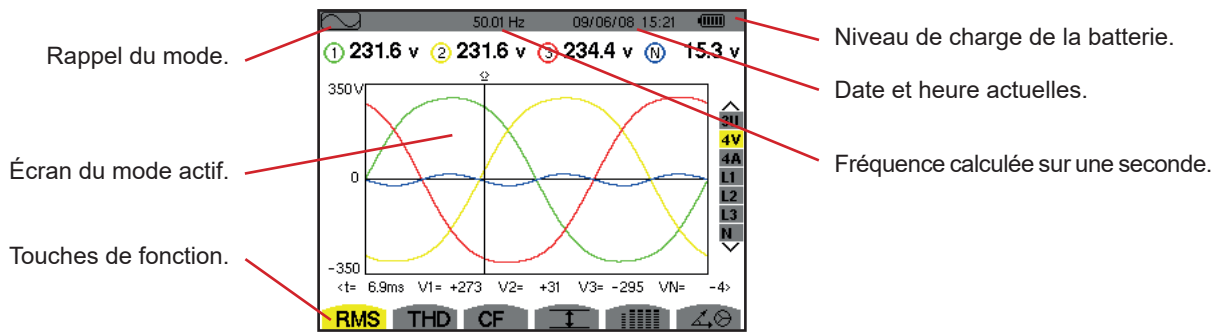 50.01 Hz 09/06/08 15:21
Rappel du mode.
Niveau de charge de la batterie.
1 231.6 v 2 231.6 v 3 234.4 v N 15.3 v
350V
Date et heure actuelles.
3U
4V
4A
L1
L2
L3
N
Écran du mode actif.
0
Fréquence calculée sur une seconde.
Touches de fonction.
-350
<t= 6.9ms V1= +273 V2= +31 V3= -295 VN= -4>
RMS THD CF